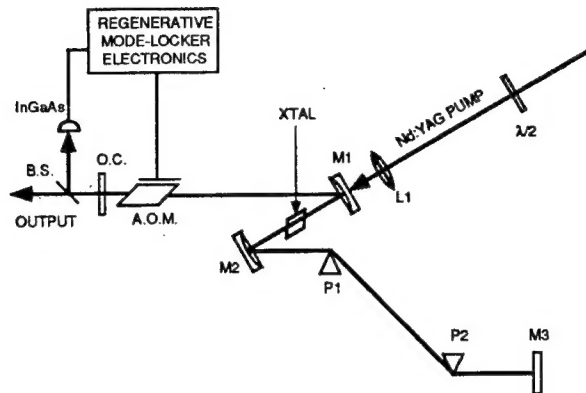 REGENERATIVE
MODE-LOCKER
ELECTRONICS
InGaAs
XTAL
Nd:YAG PUMP
λ/2
B.S.
O.C.
M1
L1
OUTPUT
A.O.M.
M2
P1
P2
M3